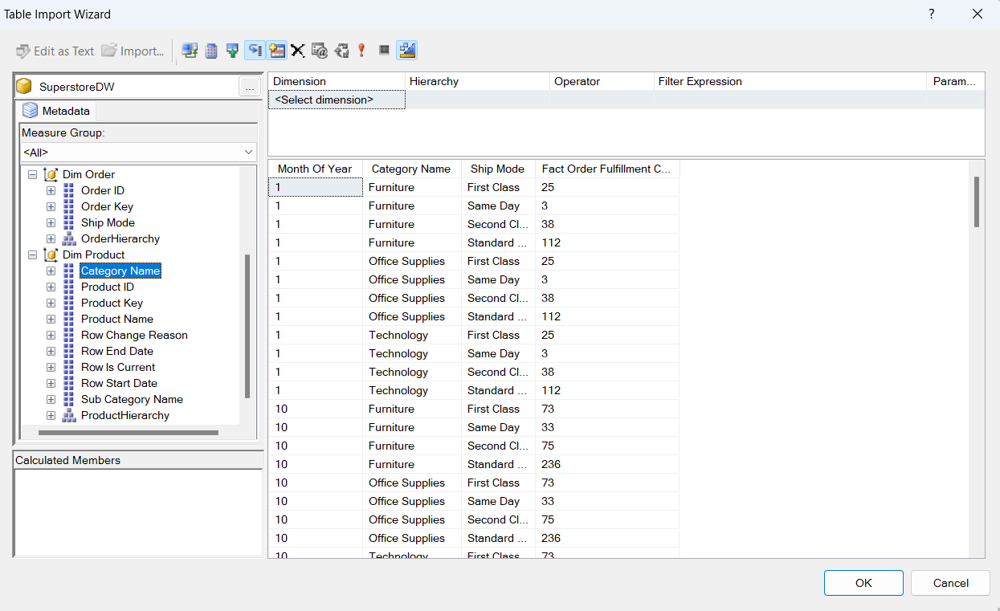 Table Import Wizard ?
Edit as Text Import...
SuperstoreDW ...
Metadata
Measure Group:
<All>
Dim Order
Order ID
Order Key
Ship Mode
OrderHierarchy
Dim Product
Category Name
Product ID
Product Key
Product Name
Row Change Reason
Row End Date
Row Is Current
Row Start Date
Sub Category Name
ProductHierarchy
Calculated Members
Dimension Hierarchy Operator Filter Expression Param...
<Select dimension>
Month Of Year Category Name Ship Mode Fact Order Fulfillment C...
1 Furniture First Class 25
1 Furniture Same Day 3
1 Furniture Second Cl... 38
1 Furniture Standard ... 112
1 Office Supplies First Class 25
1 Office Supplies Same Day 3
1 Office Supplies Second Cl... 38
1 Office Supplies Standard ... 112
1 Technology First Class 25
1 Technology Same Day 3
1 Technology Second Cl... 38
1 Technology Standard ... 112
10 Furniture First Class 73
10 Furniture Same Day 33
10 Furniture Second Cl... 75
10 Furniture Standard ... 236
10 Office Supplies First Class 73
10 Office Supplies Same Day 33
10 Office Supplies Second Cl... 75
10 Office Supplies Standard ... 236
10 Technology First Class 73
OK Cancel